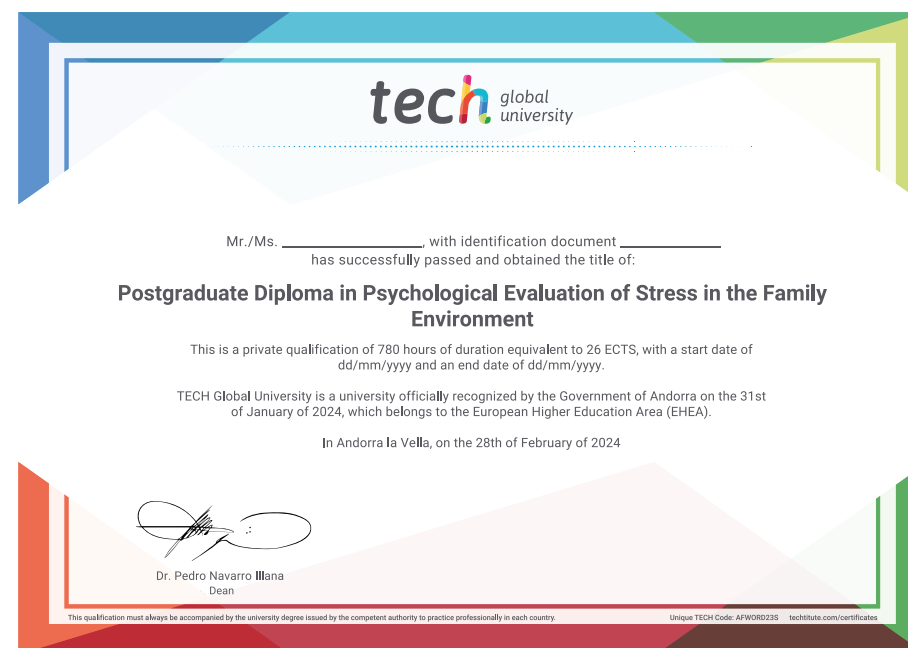 tech global
university
Mr./Ms. ____________, with identification document ____________
has successfully passed and obtained the title of:
Postgraduate Diploma in Psychological Evaluation of Stress in the Family
Environment
This is a private qualification of 780 hours of duration equivalent to 26 ECTS, with a start date of
dd/mm/yyyy and an end date of dd/mm/yyyy.
TECH Global University is a university officially recognized by the Government of Andorra on the 31st
of January of 2024, which belongs to the European Higher Education Area (EHEA).
In Andorra la Vella, on the 28th of February of 2024
Dr. Pedro Navarro Illana
Dean
This qualification must always be accompanied by the university degree issued by the competent authority to practice professionally in each country. Unique TECH Code: AFWORD23S techtitute.com/certificates